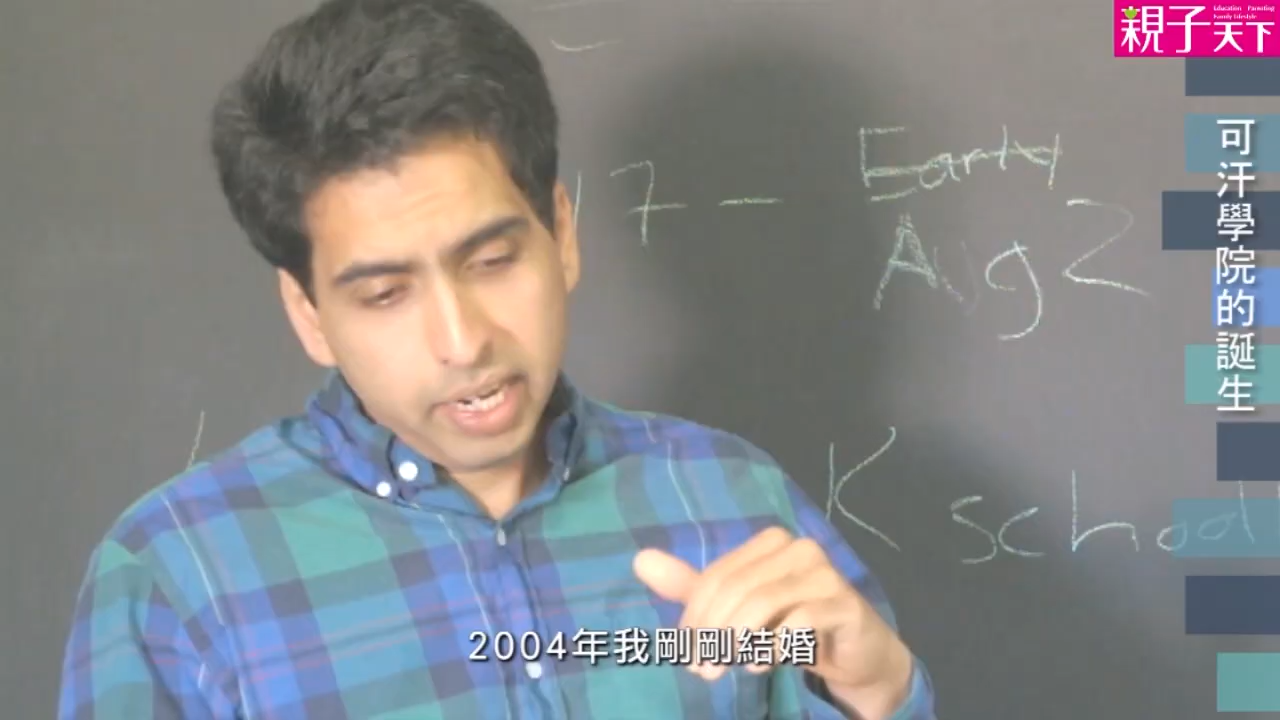 親子天下
Education Parenting
Family Lifestyle
可汗學院的誕生
17 -
Early
Avg 2
K school
2004年我剛剛結婚